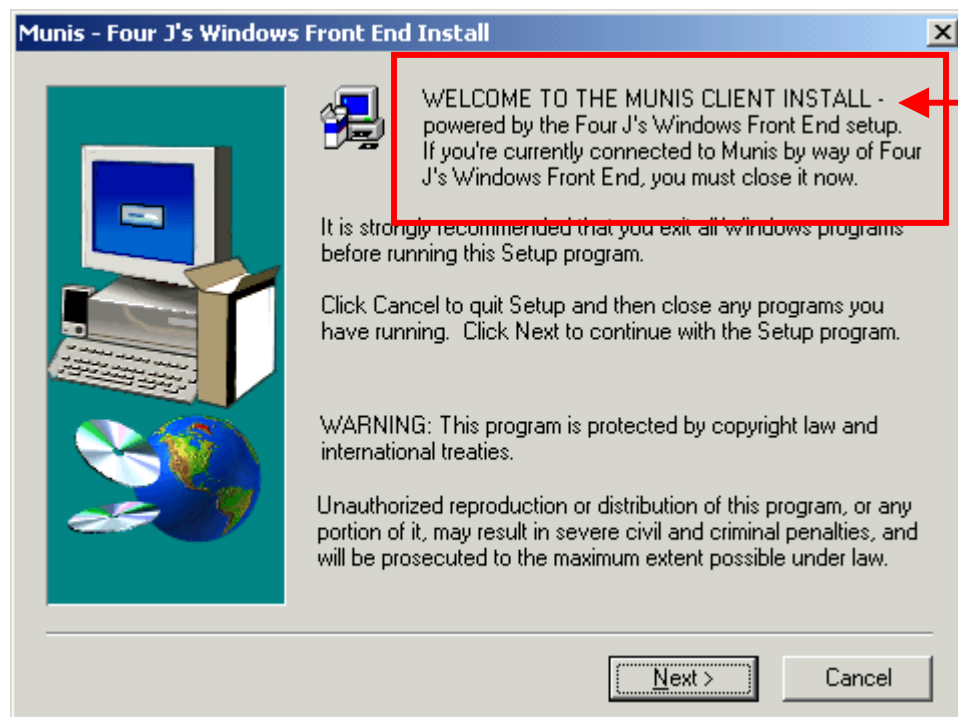 Munis - Four J's Windows Front End Install
WELCOME TO THE MUNIS CLIENT INSTALL -
powered by the Four J's Windows Front End setup.
If you're currently connected to Munis by way of Four
J's Windows Front End, you must close it now.
It is strongly recommended that you exit all Windows programs
before running this Setup program.
Click Cancel to quit Setup and then close any programs you
have running. Click Next to continue with the Setup program.
WARNING: This program is protected by copyright law and
international treaties.
Unauthorized reproduction or distribution of this program, or any
portion of it, may result in severe civil and criminal penalties, and
will be prosecuted to the maximum extent possible under law.
Next >
Cancel